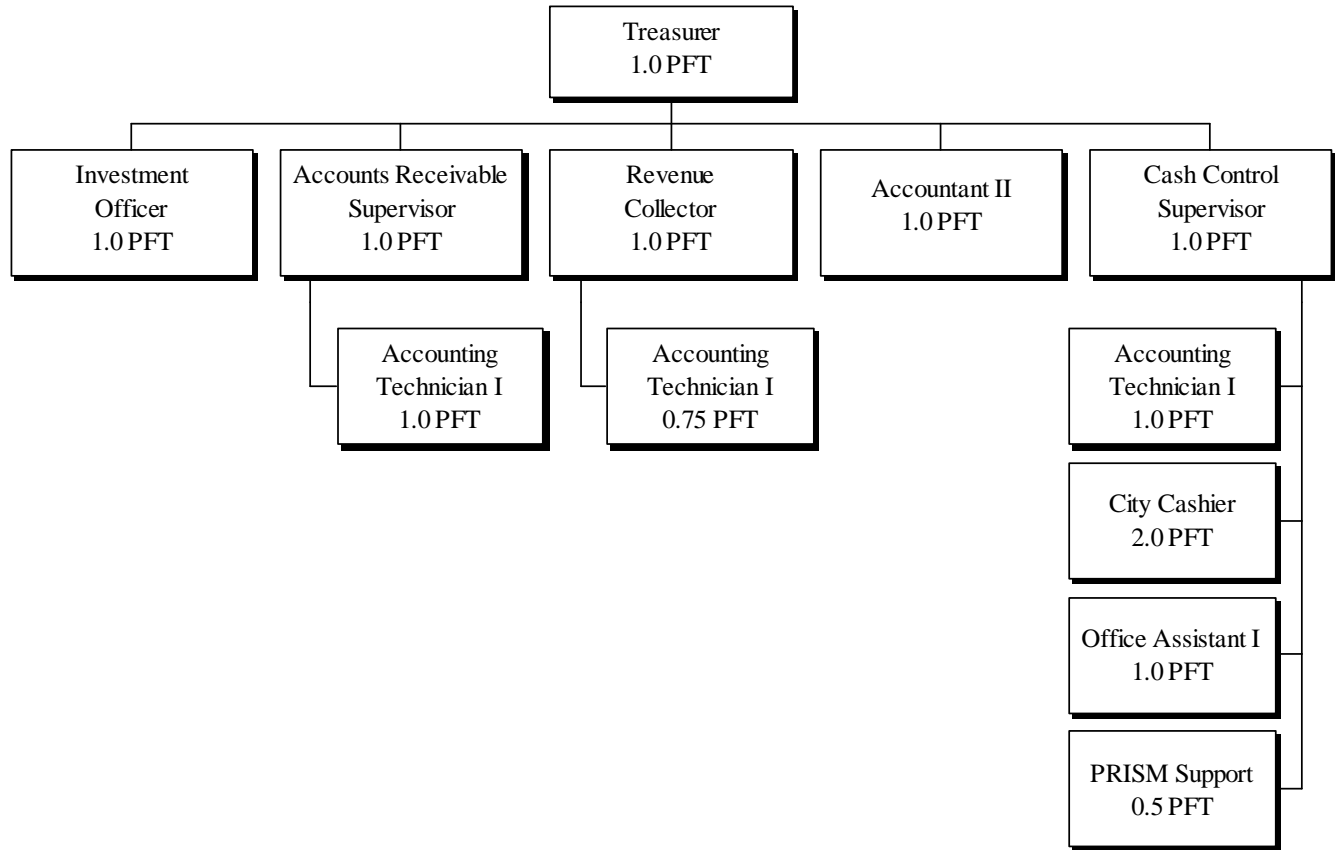 Treasurer
1.0 PFT
Investment
Officer
1.0 PFT
Accounts Receivable
Supervisor
1.0 PFT
Revenue
Collector
1.0 PFT
Accountant II
1.0 PFT
Cash Control
Supervisor
1.0 PFT
Accounting
Technician I
1.0 PFT
Accounting
Technician I
0.75 PFT
Accounting
Technician I
1.0 PFT
City Cashier
2.0 PFT
Office Assistant I
1.0 PFT
PRISM Support
0.5 PFT